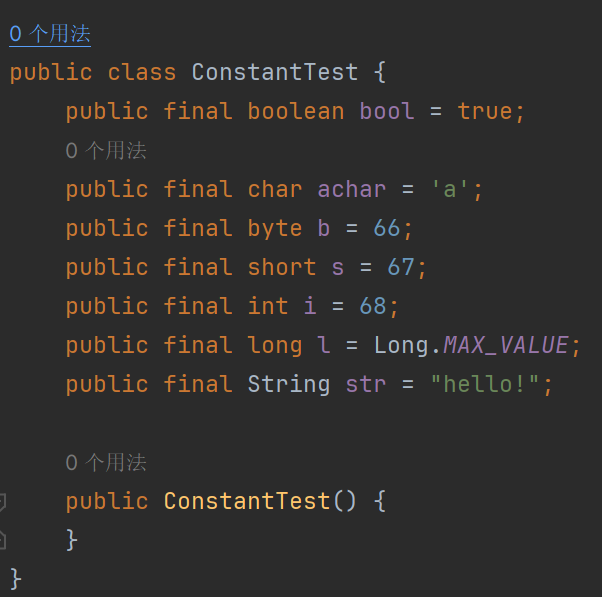 0 个用法
public class ConstantTest {
public final boolean bool = true;
0 个用法
public final char achar = 'a';
public final byte b = 66;
public final short s = 67;
public final int i = 68;
public final long l = Long.MAX_VALUE;
public final String str = "hello!";
0 个用法
public ConstantTest() {
}
}